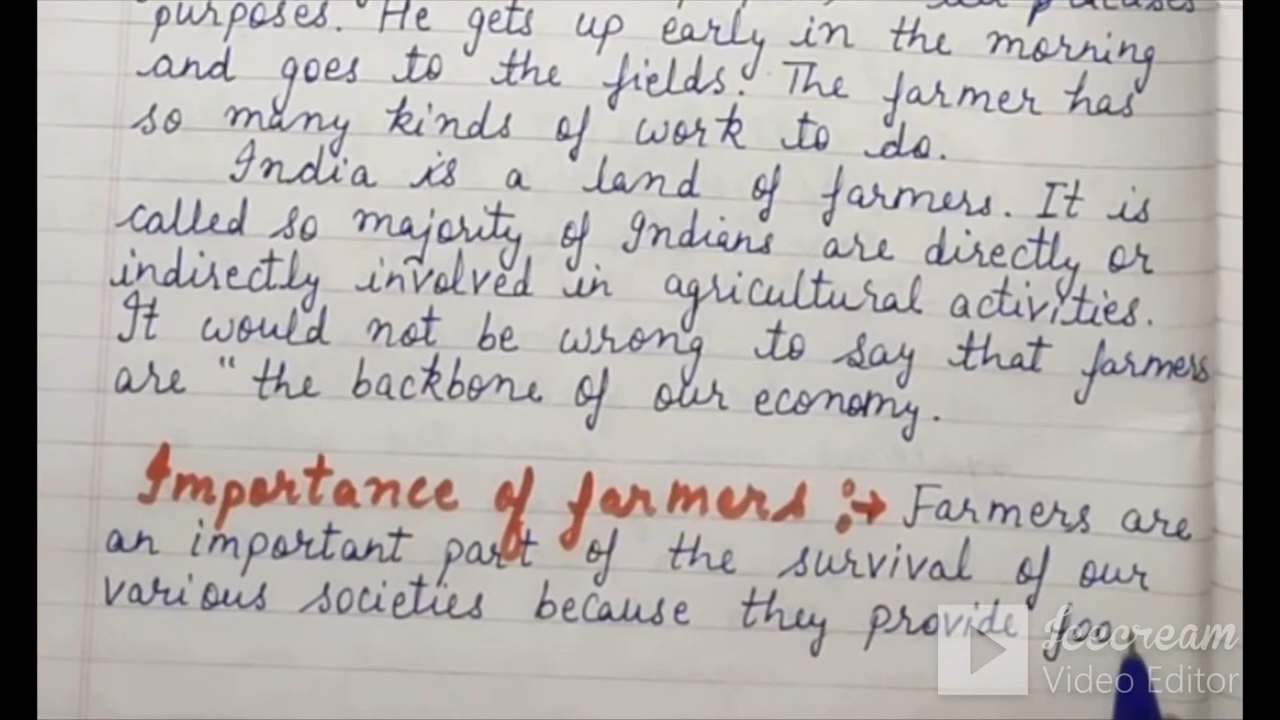 purposes. He gets up early in the morning
and goes to the fields. The farmer has
so many kinds of work to do.
India is a land of farmers. It is
called so majority of Indians are directly or
indirectly involved in agricultural activities.
It would not be wrong to say that farmers
are " the backbone of our economy.
Importance of farmers :→ Farmers are
an important part of the survival of our
various societies because they provide foo
Icecream
Video Editor